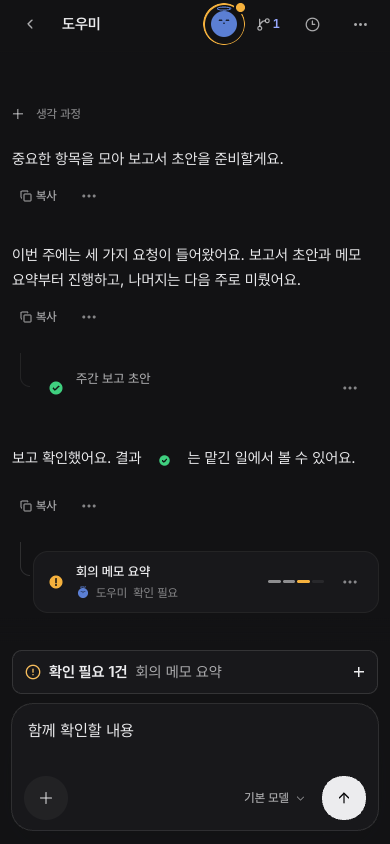 도우미
1
생각 과정
중요한 항목을 모아 보고서 초안을 준비할게요.
복사
이번 주에는 세 가지 요청이 들어왔어요. 보고서 초안과 메모
요약부터 진행하고, 나머지는 다음 주로 미뤘어요.
복사
주간 보고 초안
보고 확인했어요. 결과 는 맡긴 일에서 볼 수 있어요.
복사
회의 메모 요약
도우미 확인 필요
확인 필요 1건 회의 메모 요약
함께 확인할 내용
기본 모델